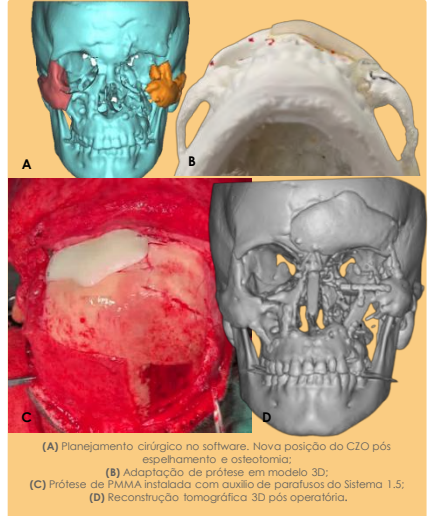 A
B
C
D
(A) Planejamento cirúrgico no software. Nova posição do CZO pós
espelhamento e osteotomia;
(B) Adaptação de prótese em modelo 3D;
(C) Prótese de PMMA instalada com auxilio de parafusos do Sistema 1.5;
(D) Reconstrução tomográfica 3D pós operatória.